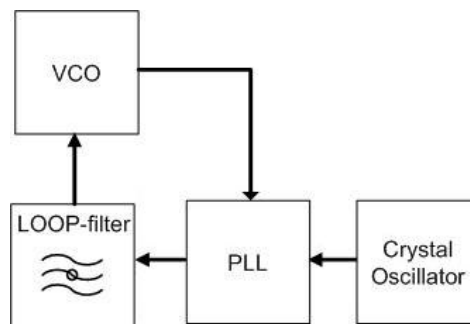 VCO
LOOP-filter
PLL
Crystal
Oscillator